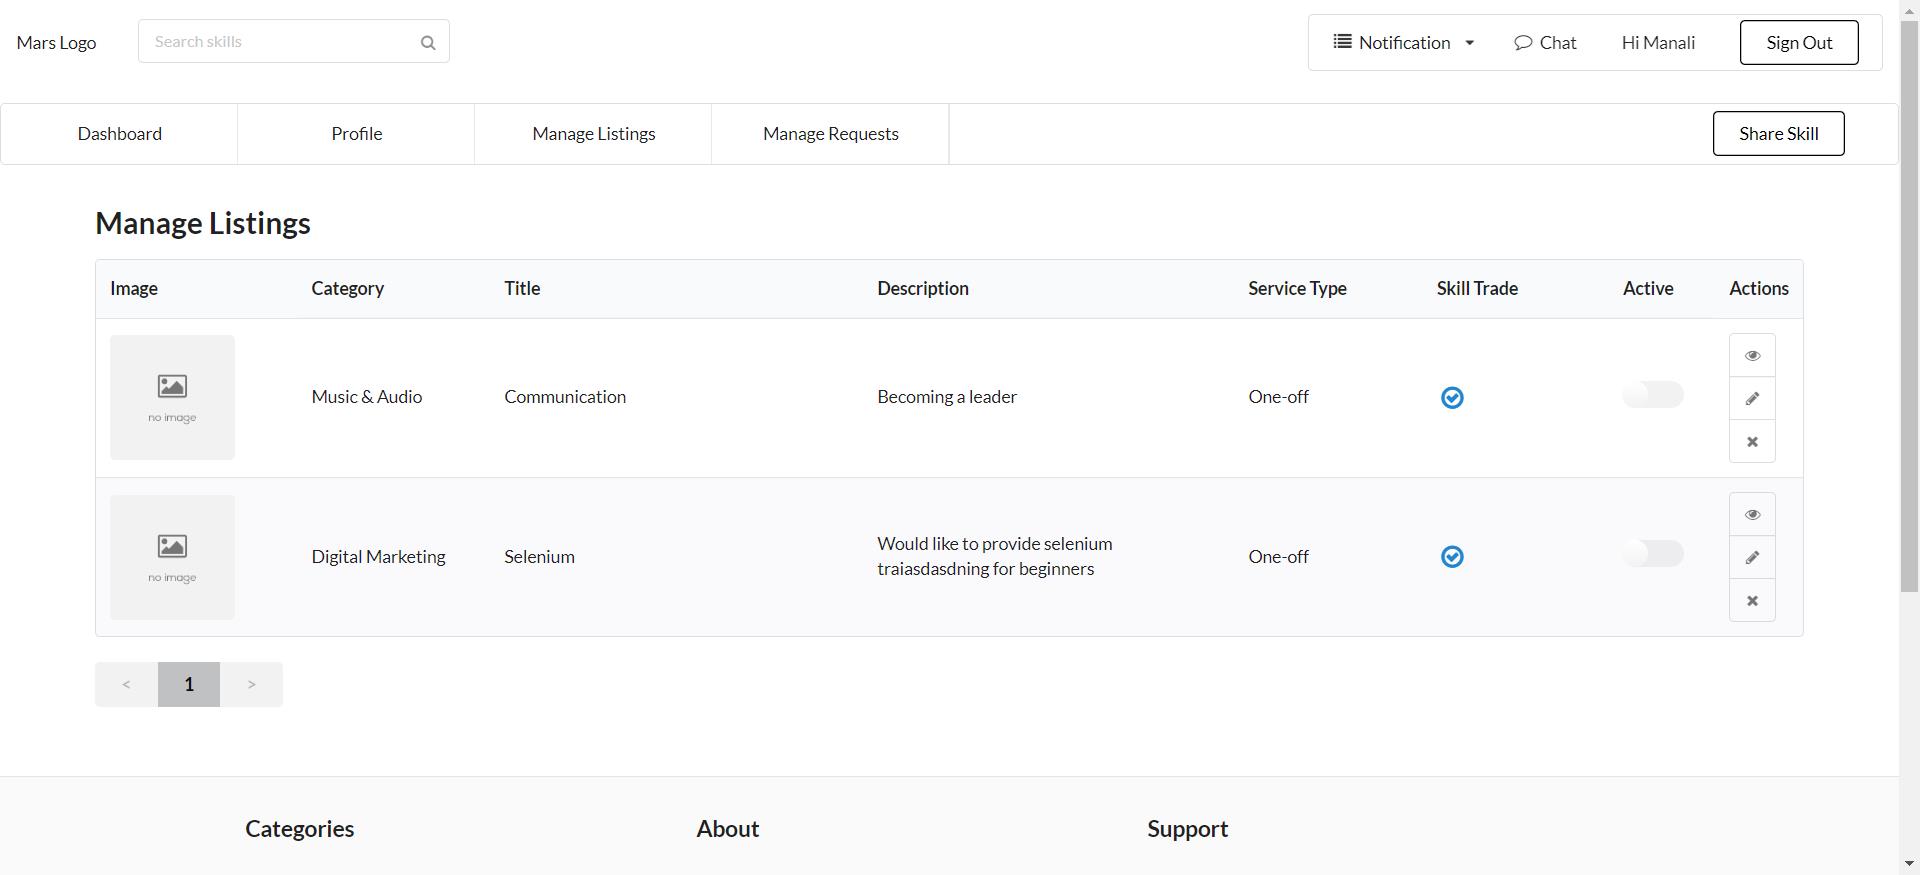 Mars Logo
Search skills
Notification
Chat
Hi Manali
Sign Out
Dashboard
Profile
Manage Listings
Manage Requests
Share Skill
Manage Listings
Image Category Title Description Service Type Skill Trade Active Actions
no image
Music & Audio
Communication
Becoming a leader
One-off
no image
Digital Marketing
Selenium
Would like to provide selenium
traiasdasdning for beginners
One-off
< 1 >
Categories
About
Support